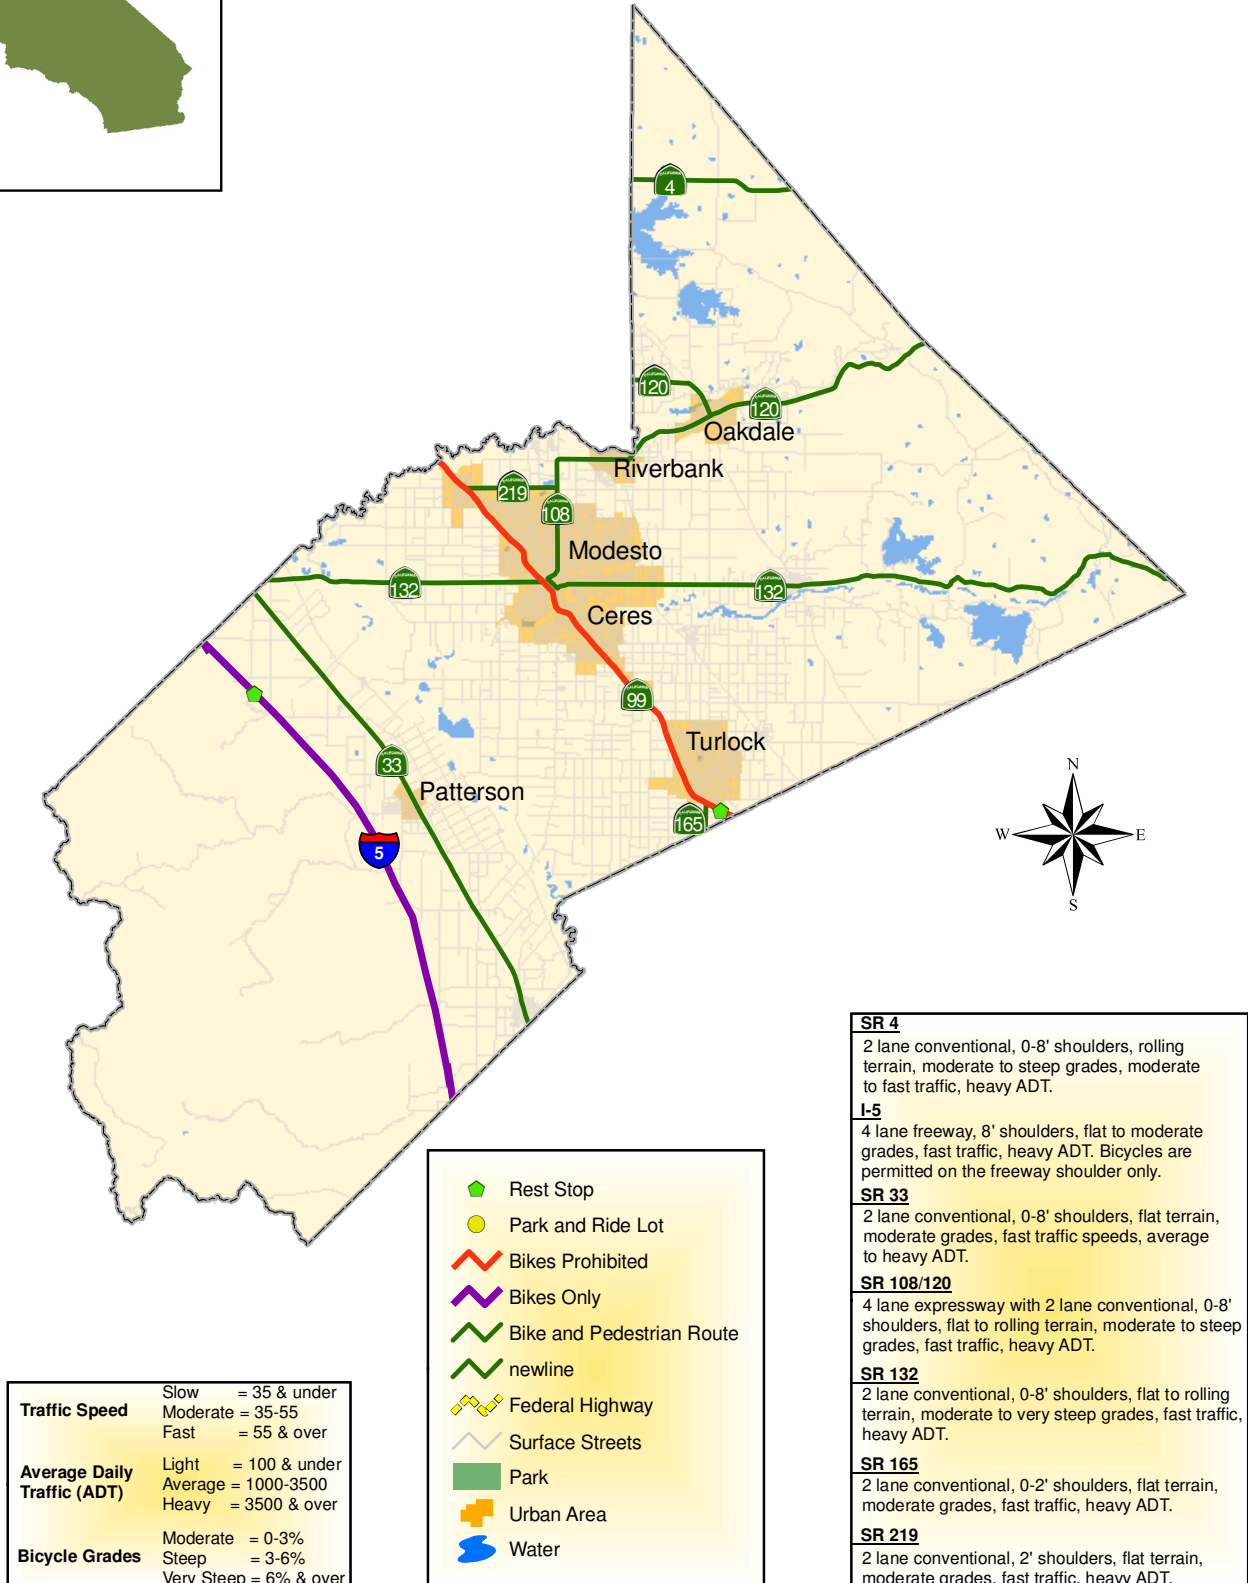 4
120
120
Oakdale
Riverbank
219
108
Modesto
132
132
Ceres
99
Turlock
33
Patterson
165
5
N
W
E
S
Rest Stop
Park and Ride Lot
Bikes Prohibited
Bikes Only
Bike and Pedestrian Route
newline
Federal Highway
Surface Streets
Park
Urban Area
Water
Traffic Speed
Slow = 35 & under
Moderate = 35-55
Fast = 55 & over
Average Daily
Traffic (ADT)
Light = 100 & under
Average = 1000-3500
Heavy = 3500 & over
Bicycle Grades
Moderate = 0-3%
Steep = 3-6%
Very Steep = 6% & over
SR 4
2 lane conventional, 0-8' shoulders, rolling
terrain, moderate to steep grades, moderate
to fast traffic, heavy ADT.
I-5
4 lane freeway, 8' shoulders, flat to moderate
grades, fast traffic, heavy ADT. Bicycles are
permitted on the freeway shoulder only.
SR 33
2 lane conventional, 0-8' shoulders, flat terrain,
moderate grades, fast traffic speeds, average
to heavy ADT.
SR 108/120
4 lane expressway with 2 lane conventional, 0-8'
shoulders, flat to rolling terrain, moderate to steep
grades, fast traffic, heavy ADT.
SR 132
2 lane conventional, 0-8' shoulders, flat to rolling
terrain, moderate to very steep grades, fast traffic,
heavy ADT.
SR 165
2 lane conventional, 0-2' shoulders, flat terrain,
moderate grades, fast traffic, heavy ADT.
SR 219
2 lane conventional, 2' shoulders, flat terrain,
moderate grades, fast traffic, heavy ADT.